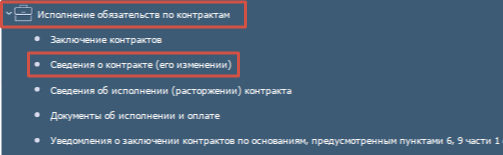 Исполнение обязательств по контрактам
Заключение контрактов
Сведения о контракте (его изменении)
Сведения об исполнении (расторжении) контракта
Документы об исполнении и оплате
Уведомления о заключении контрактов по основаниям, предусмотренным пунктами 6, 9 части 1